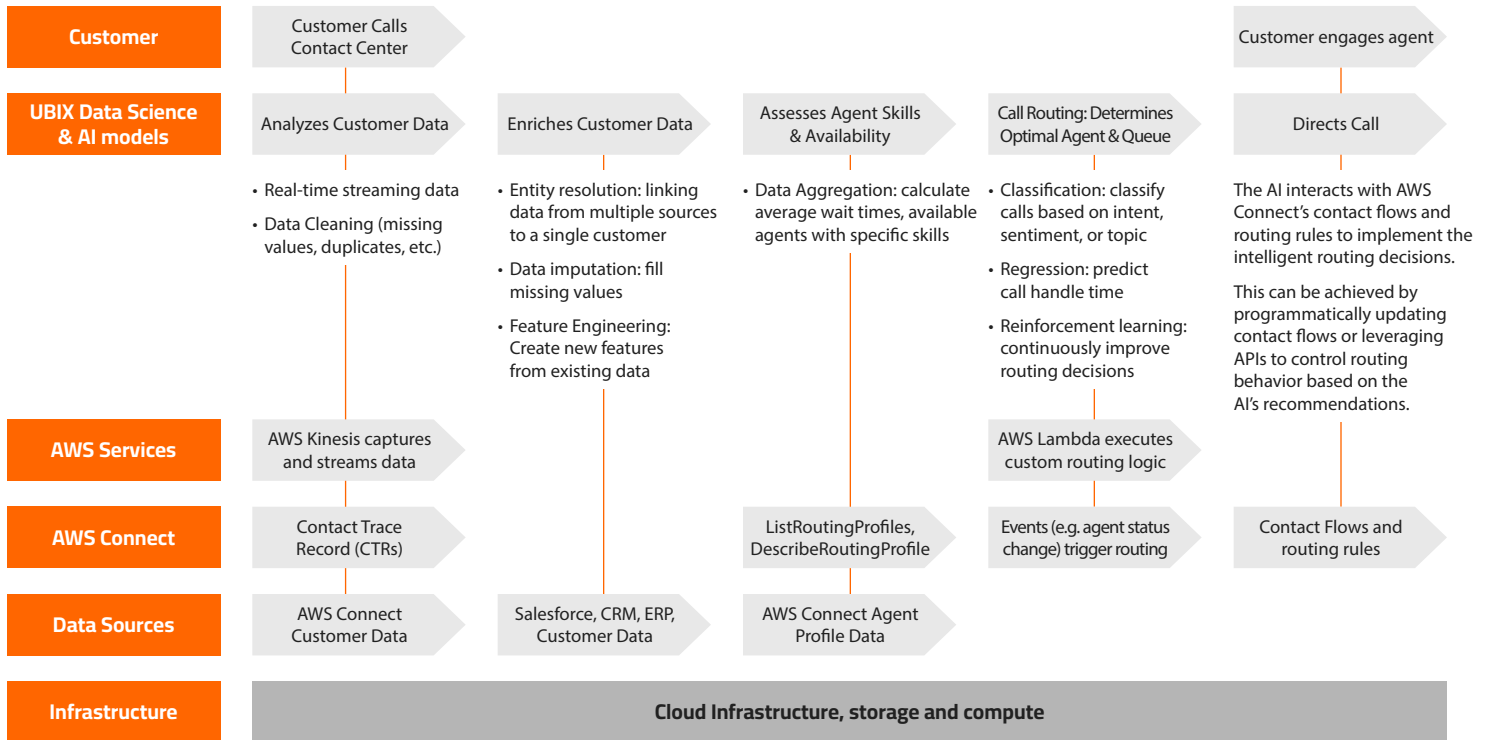 Customer
Customer Calls
Contact Center
Customer engages agent
UBIX Data Science
& AI models
Analyzes Customer Data
Enriches Customer Data
Assesses Agent Skills
& Availability
Call Routing: Determines
Optimal Agent & Queue
Directs Call
• Real-time streaming data
• Data Cleaning (missing
values, duplicates, etc.)
• Entity resolution: linking
data from multiple sources
to a single customer
• Data imputation: fill
missing values
• Feature Engineering:
Create new features
from existing data
• Data Aggregation: calculate
average wait times, available
agents with specific skills
• Classification: classify
calls based on intent,
sentiment, or topic
• Regression: predict
call handle time
• Reinforcement learning:
continuously improve
routing decisions
The AI interacts with AWS
Connect’s contact flows and
routing rules to implement the
intelligent routing decisions.
This can be achieved by
programmatically updating
contact flows or leveraging
APIs to control routing
behavior based on the
AI’s recommendations.
AWS Services
AWS Kinesis captures
and streams data
AWS Lambda executes
custom routing logic
AWS Connect
Contact Trace
Record (CTRs)
ListRoutingProfiles,
DescribeRoutingProfile
Events (e.g. agent status
change) trigger routing
Contact Flows and
routing rules
Data Sources
AWS Connect
Customer Data
Salesforce, CRM, ERP,
Customer Data
AWS Connect Agent
Profile Data
Infrastructure
Cloud Infrastructure, storage and compute